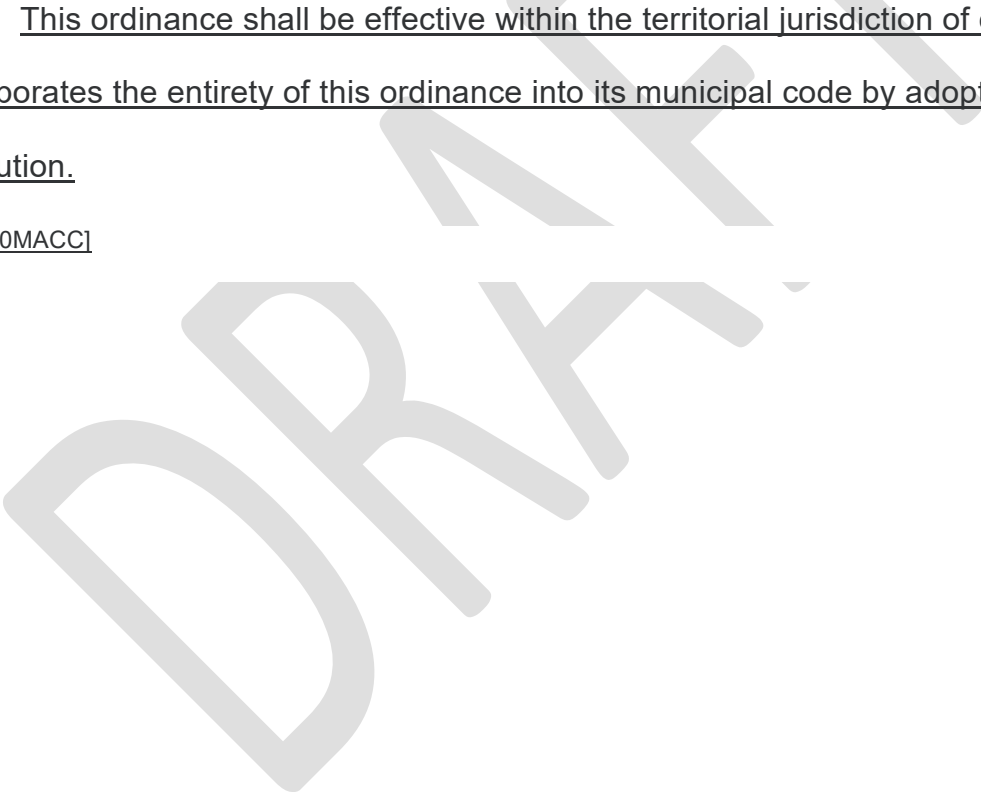 This ordinance shall be effective within the territorial jurisdiction of
porates the entirety of this ordinance into its municipal code by adopt
ution.
0MACC]
DRAFT